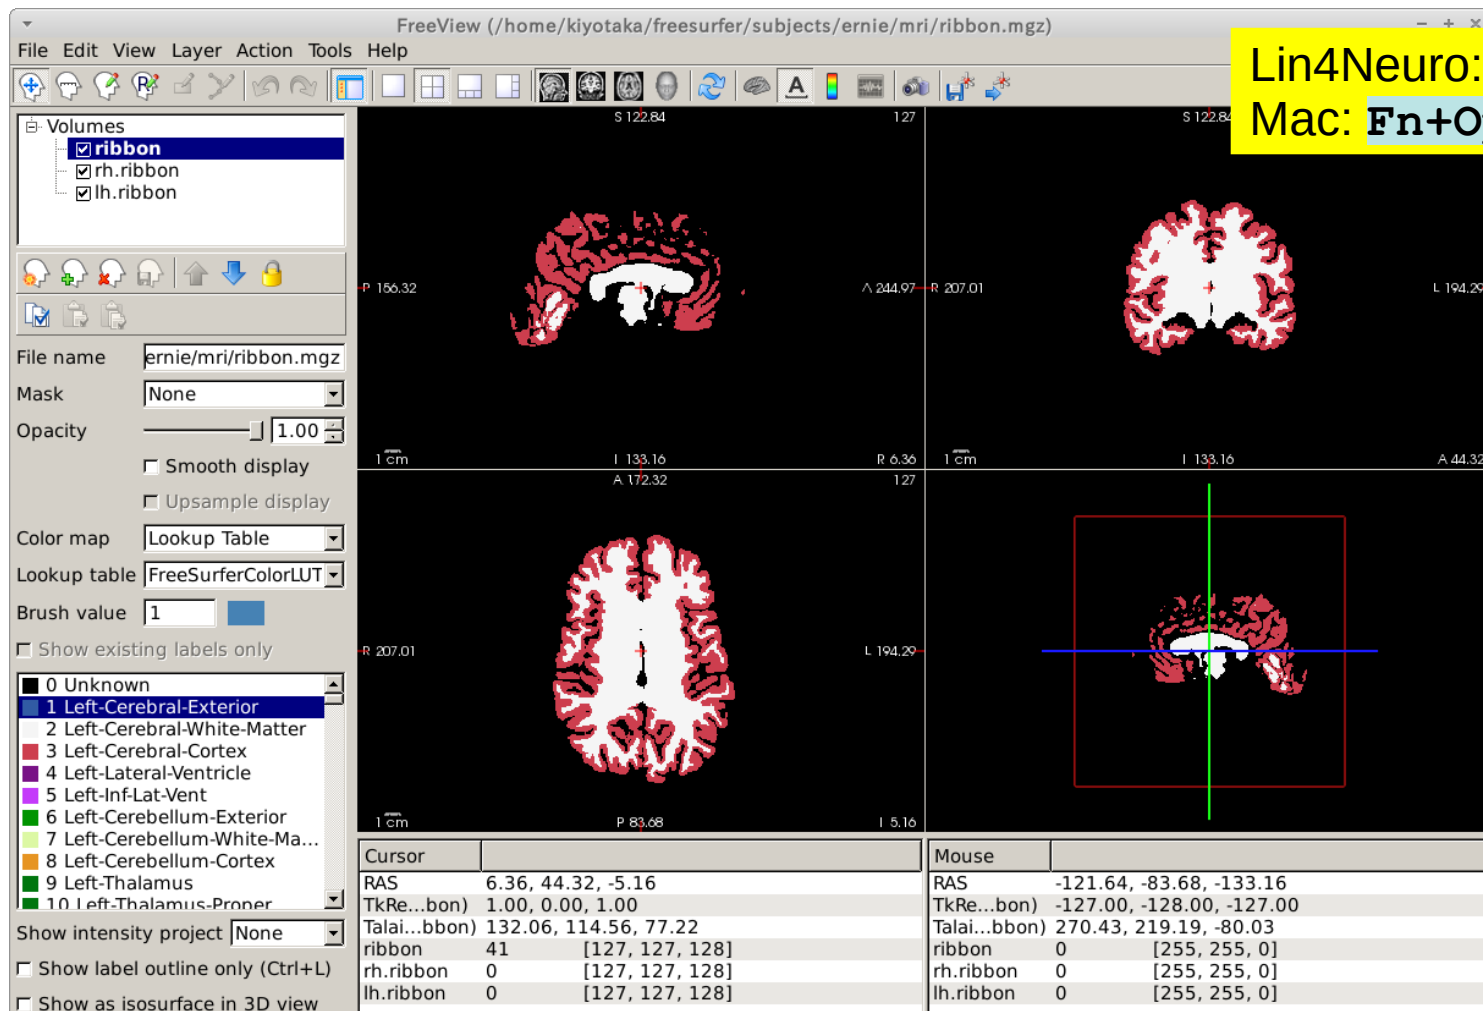 FreeView (/home/kiyotaka/freesurfer/subjects/ernie/mri/ribbon.mgz)
File Edit View Layer Action Tools Help
Lin4Neuro:
Mac: Fn+O
Volumes
ribbon
rh.ribbon
lh.ribbon
File name ernie/mri/ribbon.mgz
Mask None
Opacity 1.00
Smooth display
Upsample display
Color map Lookup Table
Lookup table FreeSurferColorLUT
Brush value 1
Show existing labels only
0 Unknown
1 Left-Cerebral-Exterior
2 Left-Cerebral-White-Matter
3 Left-Cerebral-Cortex
4 Left-Lateral-Ventricle
5 Left-Inf-Lat-Vent
6 Left-Cerebellum-Exterior
7 Left-Cerebellum-White-Ma...
8 Left-Cerebellum-Cortex
9 Left-Thalamus
10 Left-Thalamus-Proper
Show intensity project None
Show label outline only (Ctrl+L)
Show as isosurface in 3D view
S 122.84 127
P 156.32 A 244.97
1 cm I 133.16 R 6.36
S 122.84
R 207.01 L 194.29
1 cm I 133.16 A 44.32
A 172.32 127
R 207.01 L 194.29
1 cm P 83.68 I 5.16
Cursor
RAS 6.36, 44.32, -5.16
TkRe...bon) 1.00, 0.00, 1.00
Talai...bbon) 132.06, 114.56, 77.22
ribbon 41 [127, 127, 128]
rh.ribbon 0 [127, 127, 128]
lh.ribbon 0 [127, 127, 128]
Mouse
RAS -121.64, -83.68, -133.16
TkRe...bon) -127.00, -128.00, -127.00
Talai...bbon) 270.43, 219.19, -80.03
ribbon 0 [255, 255, 0]
rh.ribbon 0 [255, 255, 0]
lh.ribbon 0 [255, 255, 0]